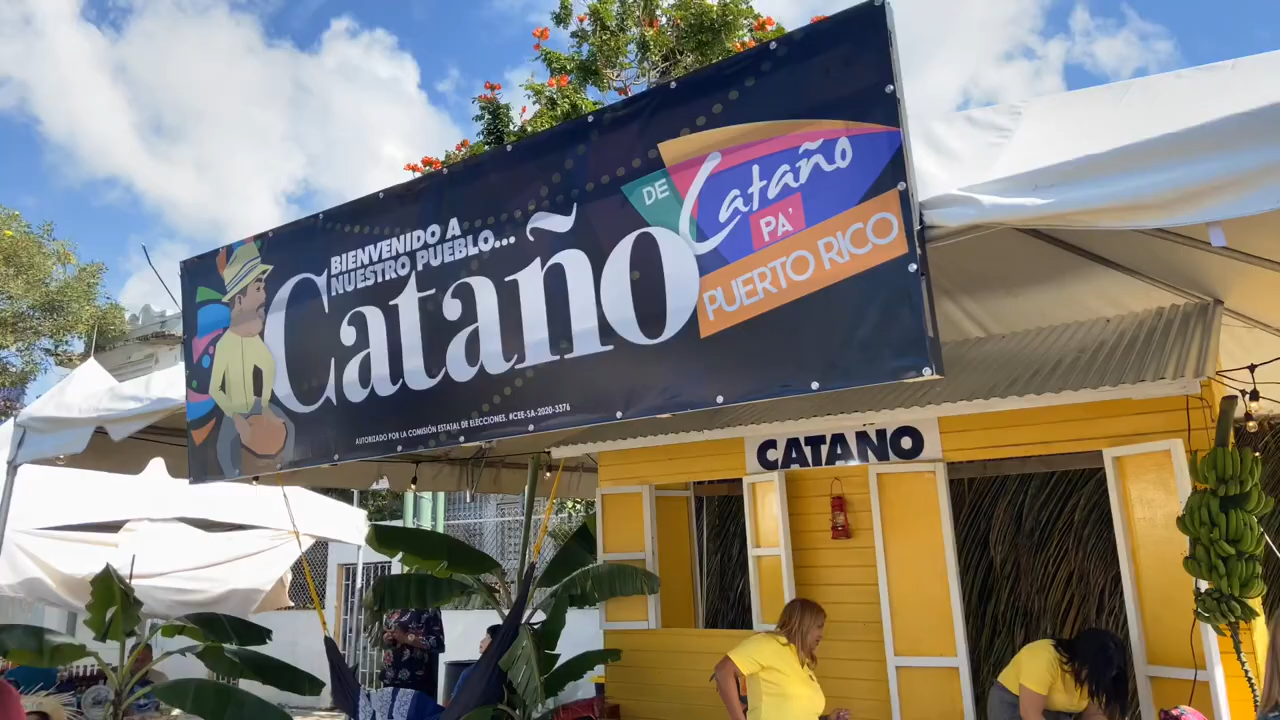 BIENVENIDO A
NUESTRO PUEBLO...
Cataño
AUTORIZADO POR LA COMISIÓN ESTATAL DE ELECCIONES. #CEE-SA-2020-3376
DE Cataño
PA'
PUERTO RICO
CATANO